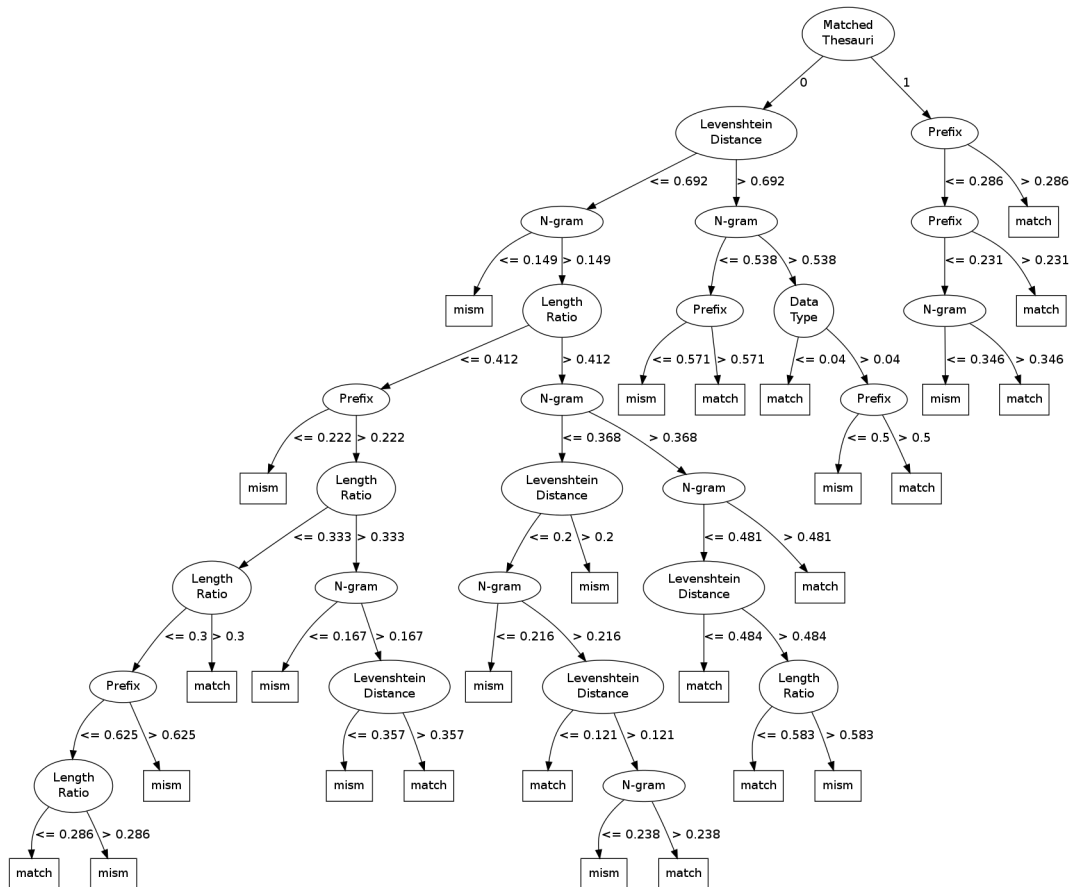 Matched
Thesauri
0
1
Levenshtein
Distance
Prefix
<= 0.692
> 0.692
<= 0.286
> 0.286
N-gram
N-gram
Prefix
match
<= 0.149
> 0.149
<= 0.538
> 0.538
<= 0.231
> 0.231
mism
Length
Ratio
Prefix
Data
Type
N-gram
match
<= 0.412
> 0.412
<= 0.571
> 0.571
<= 0.04
> 0.04
<= 0.346
> 0.346
Prefix
N-gram
mism
match
match
Prefix
mism
match
<= 0.222
> 0.222
<= 0.368
> 0.368
<= 0.5
> 0.5
mism
Length
Ratio
Levenshtein
Distance
N-gram
mism
match
<= 0.333
> 0.333
<= 0.2
> 0.2
<= 0.481
> 0.481
Length
Ratio
N-gram
N-gram
mism
Levenshtein
Distance
match
<= 0.3
> 0.3
<= 0.167
> 0.167
<= 0.216
> 0.216
<= 0.484
> 0.484
Prefix
match
mism
Levenshtein
Distance
mism
Levenshtein
Distance
match
Length
Ratio
<= 0.625
> 0.625
<= 0.357
> 0.357
<= 0.121
> 0.121
<= 0.583
> 0.583
Length
Ratio
mism
mism
match
match
N-gram
match
mism
<= 0.286
> 0.286
<= 0.238
> 0.238
match
mism
mism
match